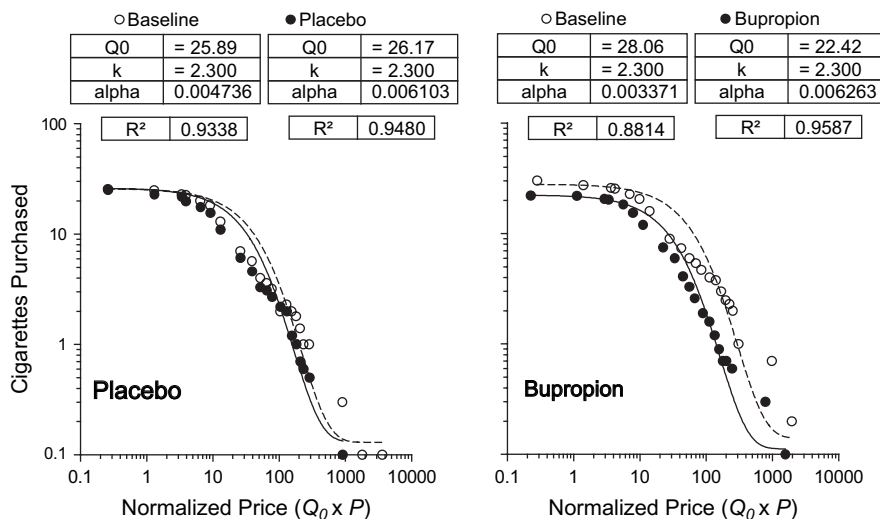 ○ Baseline ● Placebo
Q0 = 25.89 Q0 = 26.17
k = 2.300 k = 2.300
alpha 0.004736 alpha 0.006103
R² 0.9338 R² 0.9480
100
10
1
0.1
0.1 1 10 100 1000 10000
Cigarettes Purchased
Placebo
Normalized Price (Q₀ x P)
○ Baseline ● Bupropion
Q0 = 28.06 Q0 = 22.42
k = 2.300 k = 2.300
alpha 0.003371 alpha 0.006263
R² 0.8814 R² 0.9587
Bupropion
0.1 1 10 100 1000 10000
Normalized Price (Q₀ x P)